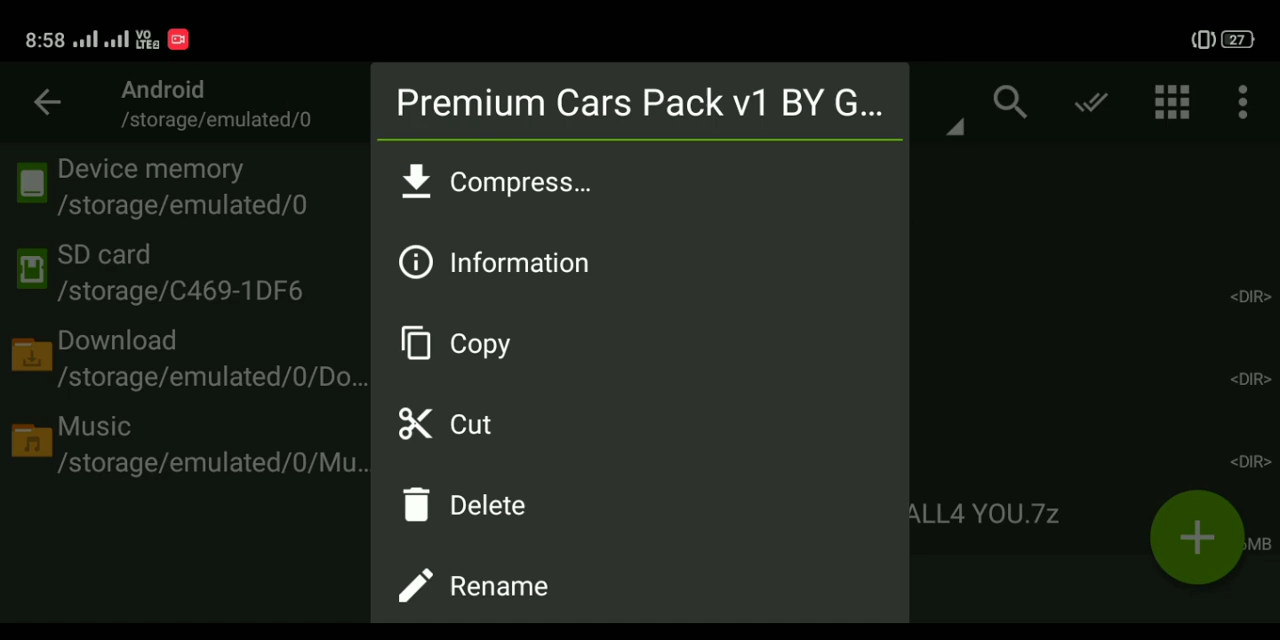 8:58
VO
LTE2
27
Android
/storage/emulated/0
Device memory
/storage/emulated/0
SD card
/storage/C469-1DF6
Download
/storage/emulated/0/Do...
Music
/storage/emulated/0/Mu...
Premium Cars Pack v1 BY G...
Compress...
Information
Copy
Cut
Delete
Rename
<DIR>
<DIR>
<DIR>
ALL4 YOU.7z
MB